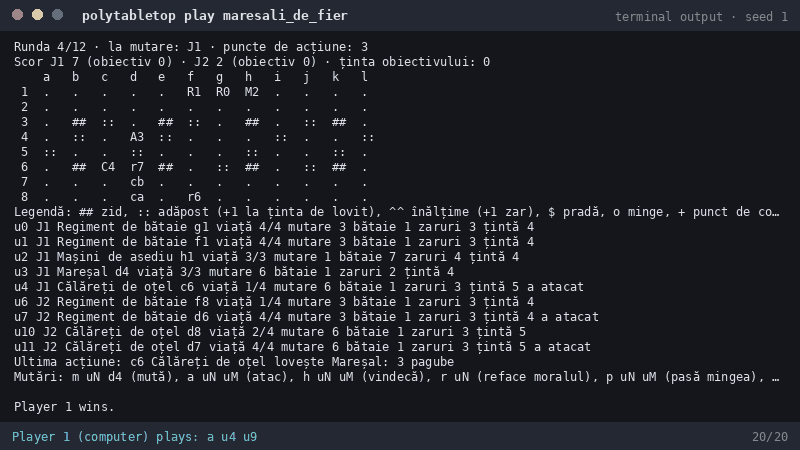 polytabletop play maresali_de_fier
terminal output · seed 1
Runda 4/12 · la mutare: J1 · puncte de acțiune: 3
Scor J1 7 (obiectiv 0) · J2 2 (obiectiv 0) · ținta obiectivului: 0
a b c d e f g h i j k l
1 . . . . . R1 R0 M2 . . . .
2 . . . . . . . . . . . .
3 . ## :: . ## :: . ## . :: ## .
4 . :: . A3 :: . . . :: . . ::
5 :: . . :: . . . :: . . :: .
6 . ## C4 r7 ## . :: ## . :: ## .
7 . . . cb . . . . . . . .
8 . . . ca . r6 . . . . . .
Legendă: ## zid, :: adăpost (+1 la ținta de lovit), ^^ înălțime (+1 zar), $ pradă, o minge, + punct de co…
u0 J1 Regiment de bătaie g1 viață 4/4 mutare 3 bătaie 1 zaruri 3 țintă 4
u1 J1 Regiment de bătaie f1 viață 4/4 mutare 3 bătaie 1 zaruri 3 țintă 4
u2 J1 Mașini de asediu h1 viață 3/3 mutare 1 bătaie 7 zaruri 4 țintă 4
u3 J1 Mareșal d4 viață 3/3 mutare 6 bătaie 1 zaruri 2 țintă 4
u4 J1 Călăreți de oțel c6 viață 1/4 mutare 6 bătaie 1 zaruri 3 țintă 5 a atacat
u6 J2 Regiment de bătaie f8 viață 1/4 mutare 3 bătaie 1 zaruri 3 țintă 4
u7 J2 Regiment de bătaie d6 viață 4/4 mutare 3 bătaie 1 zaruri 3 țintă 4 a atacat
u10 J2 Călăreți de oțel d8 viață 2/4 mutare 6 bătaie 1 zaruri 3 țintă 5
u11 J2 Călăreți de oțel d7 viață 4/4 mutare 6 bătaie 1 zaruri 3 țintă 5 a atacat
Ultima acțiune: c6 Călăreți de oțel lovește Mareșal: 3 pagube
Mutări: m uN d4 (mută), a uN uM (atac), h uN uM (vindecă), r uN (reface moralul), p uN uM (pasă mingea), …
Player 1 wins.
Player 1 (computer) plays: a u4 u9
20/20